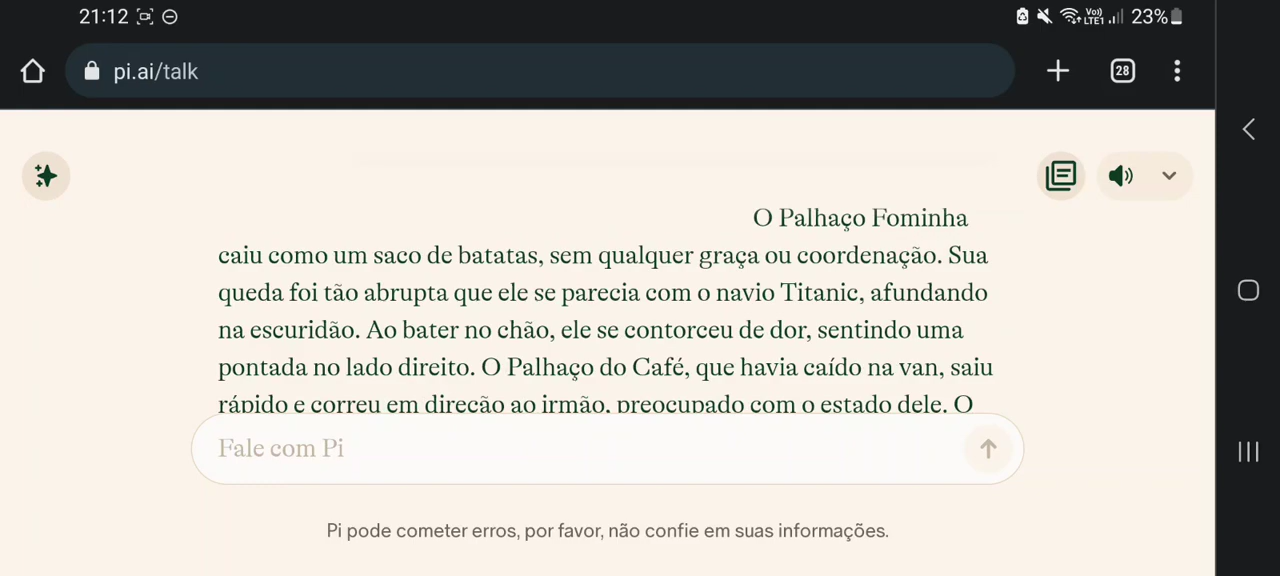 21:12
Vo)
LTE1
23%
pi.ai/talk
28
O Palhaço Fominha
caiu como um saco de batatas, sem qualquer graça ou coordenação. Sua
queda foi tão abrupta que ele se parecia com o navio Titanic, afundando
na escuridão. Ao bater no chão, ele se contorceu de dor, sentindo uma
pontada no lado direito. O Palhaço do Café, que havia caído na van, saiu
rápido e correu em direção ao irmão, preocupado com o estado dele. O
Fale com Pi
Pi pode cometer erros, por favor, não confie em suas informações.